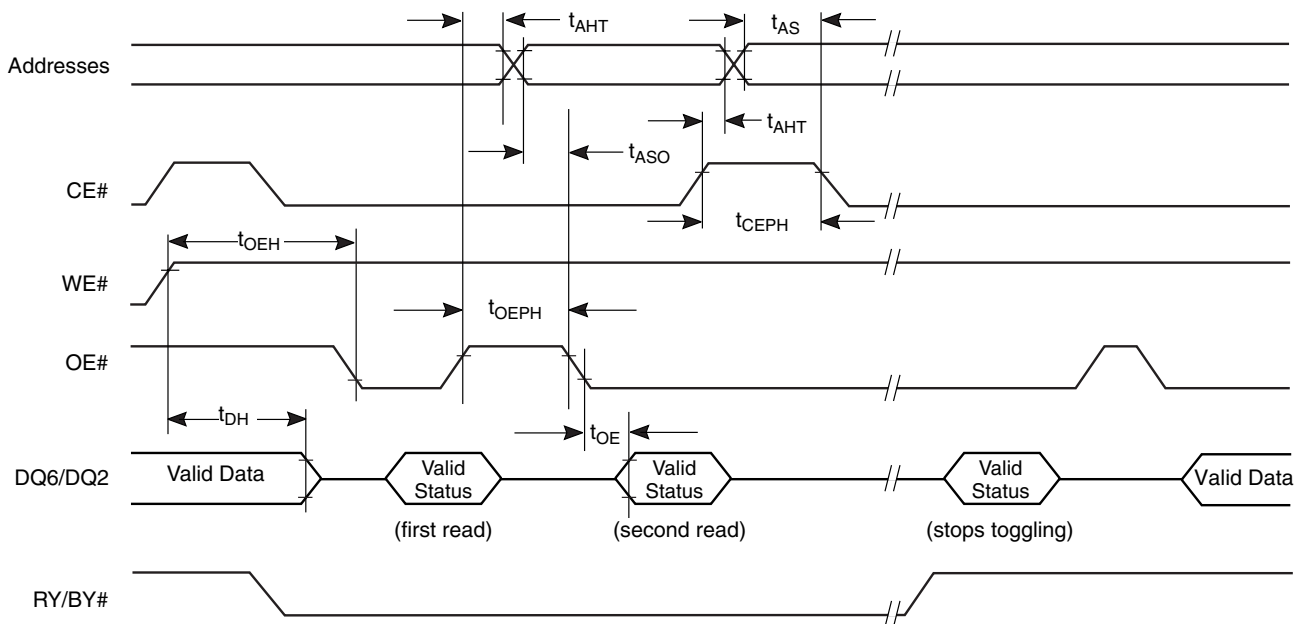 tAHT
tAS
Addresses
tAHT
tASO
CE#
tCEPH
tOEH
WE#
tOEPH
OE#
tDH
tOE
DQ6/DQ2
Valid Data
Valid
Status
Valid
Status
Valid
Status
Valid Data
(first read)
(second read)
(stops toggling)
RY/BY#